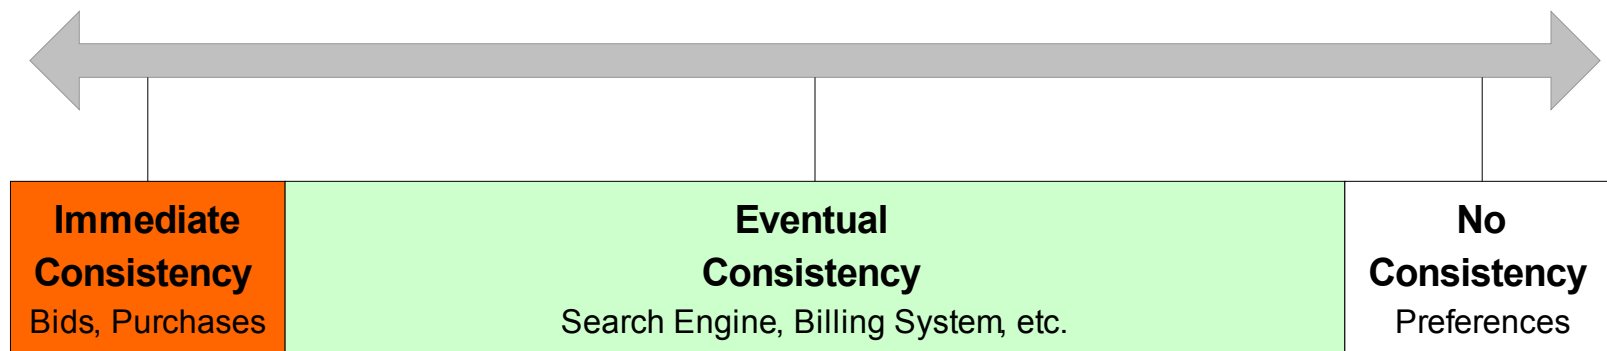 Immediate
Consistency
Bids, Purchases
Eventual
Consistency
Search Engine, Billing System, etc.
No
Consistency
Preferences